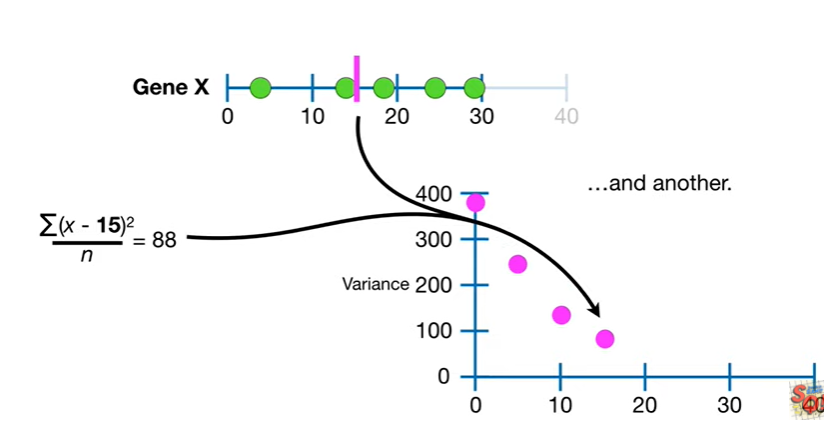 Gene X
0 10 20 30 40
…and another.
∑(x - 15)²
n
= 88
Variance
400
300
200
100
0
0 10 20 30 40